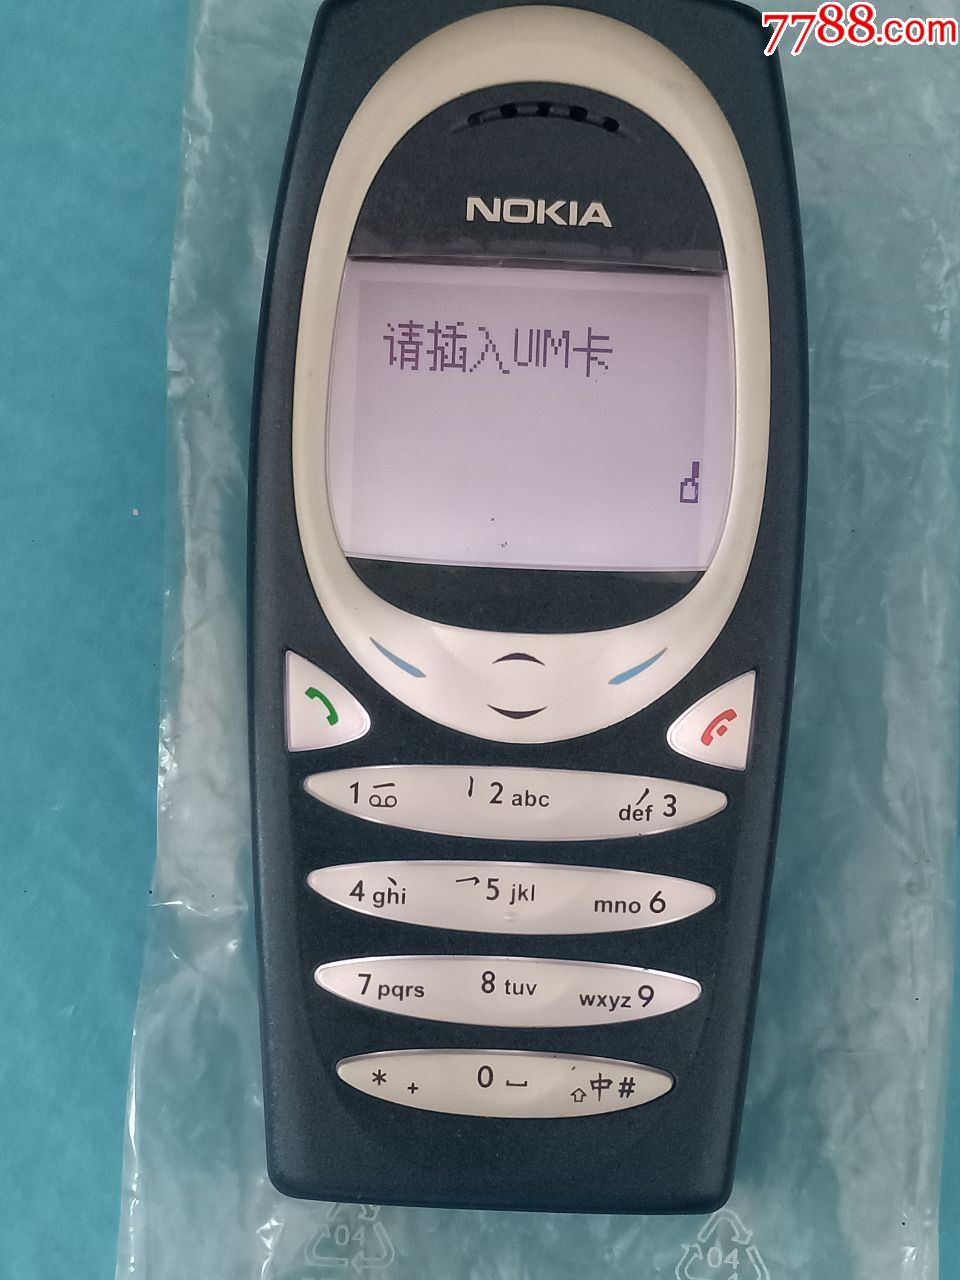 7788.com
NOKIA
请插入UIM卡
1 2 abc def 3
4 ghi 5 jkl mno 6
7 pqrs 8 tuv wxyz 9
* + 0 中 #
04 04